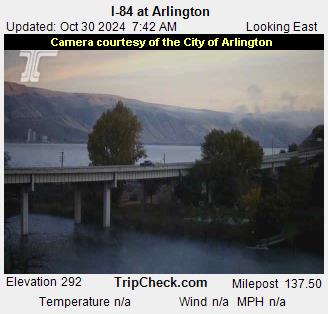 I-84 at Arlington
Updated: Oct 30 2024 7:42 AM Looking East
Camera courtesy of the City of Arlington
Elevation 292 TripCheck.com Milepost 137.50
Temperature n/a Wind n/a MPH n/a